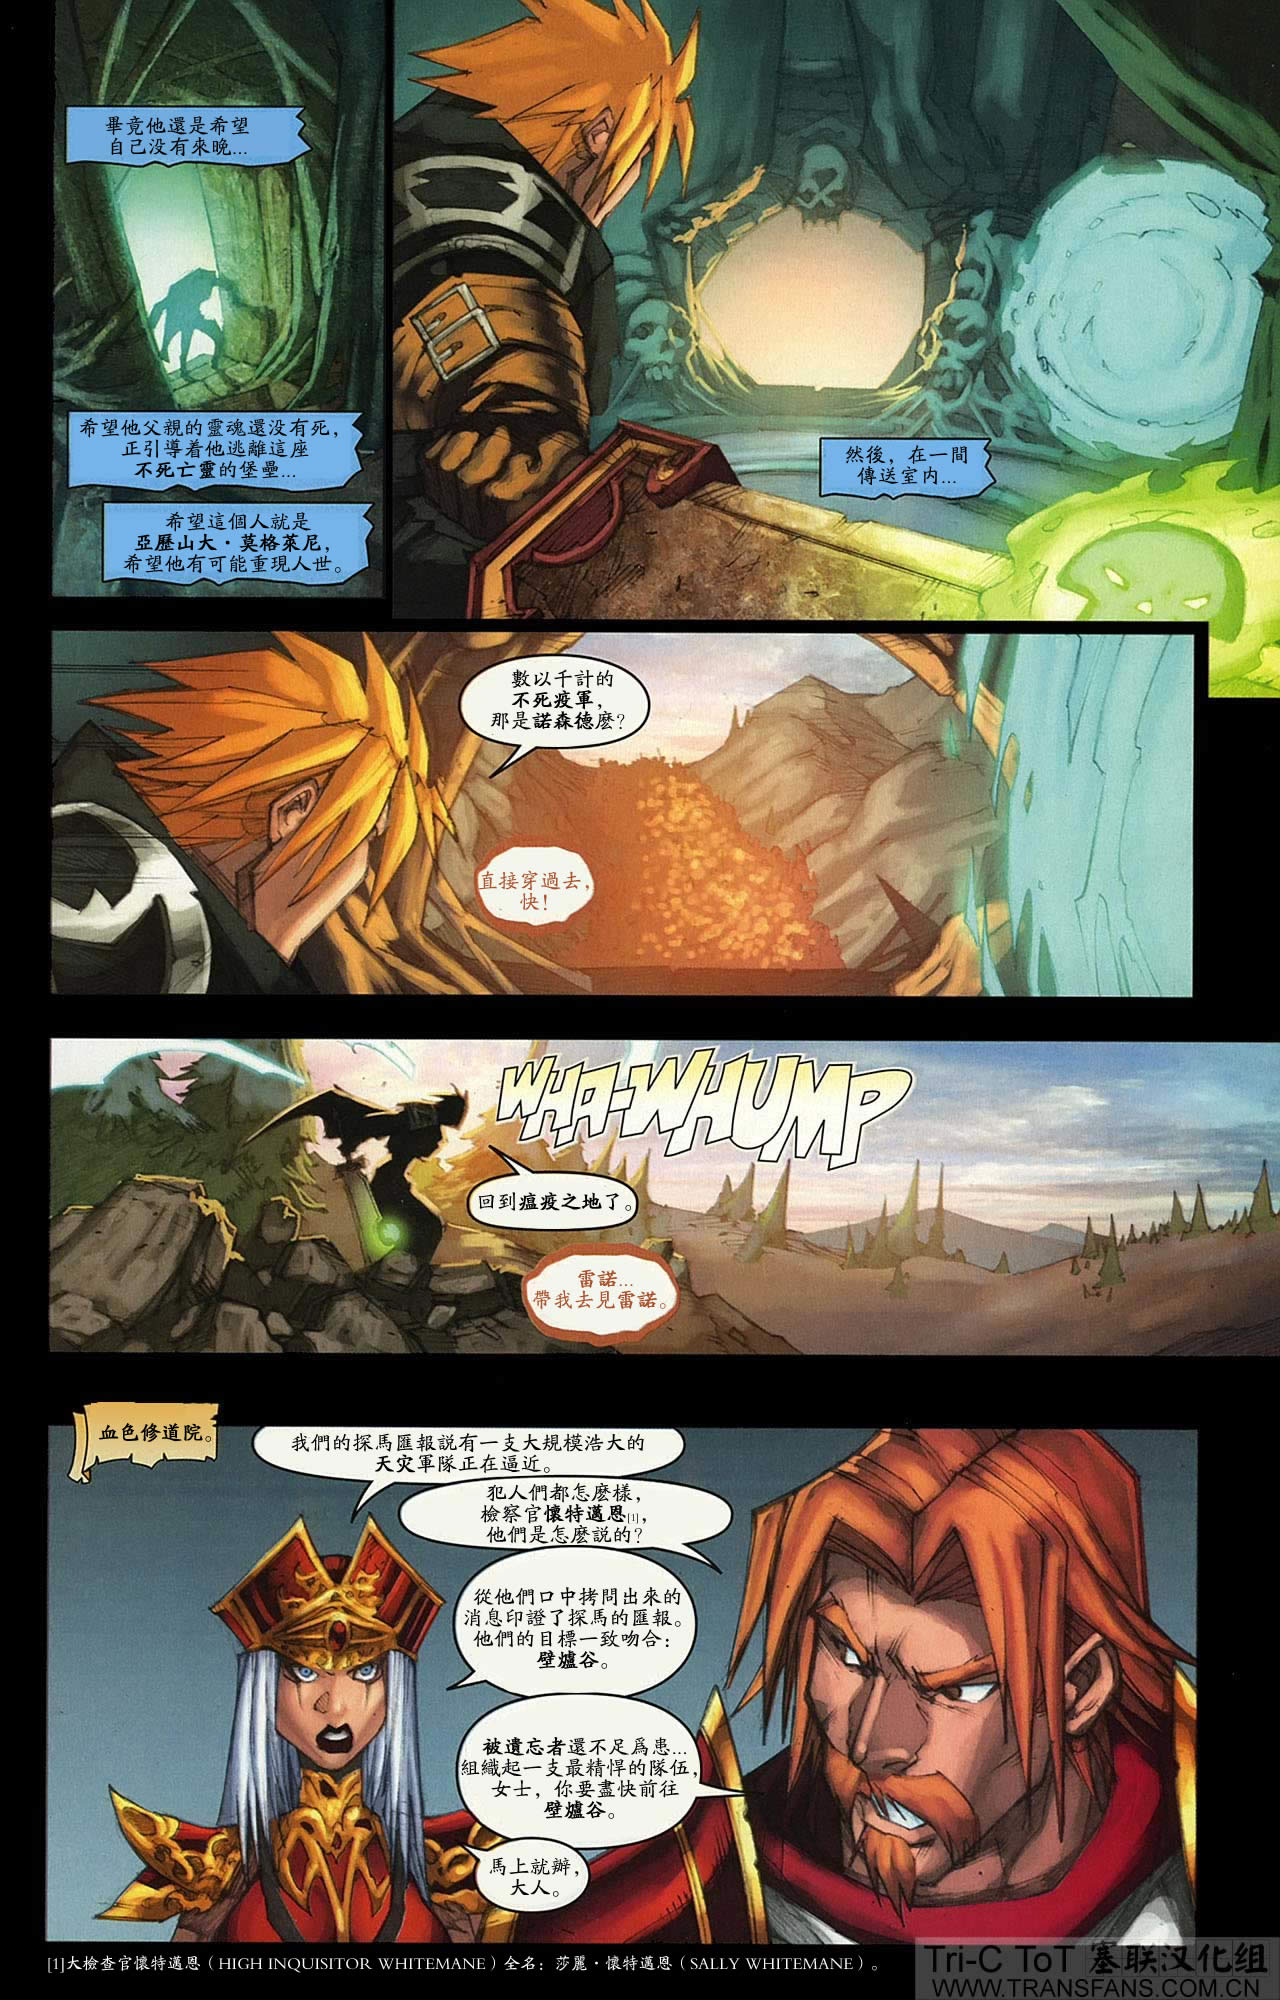 畢竟他還是希望
自己没有來晚...
希望他父親的靈魂還没有死，
正引導着他逃離這座
不死亡靈的堡壘...
希望這個人就是
亞歷山大·莫格萊尼，
希望他有可能重現人世。
然後，在一間
傳送室内...
數以千計的
不死疫軍，
那是諾森德麽？
直接穿過去，
快！
WHA-WHUMP
回到瘟疫之地了。
雷諾...
帶我去見雷諾。
血色修道院。
我們的探馬匯報説有一支大規模浩大的
天灾軍隊正在逼近。
犯人們都怎麽樣，
檢察官懷特邁恩[1]，
他們是怎麽説的？
從他們口中拷問出來的
消息印證了探馬的匯報。
他們的目標一致吻合：
壁爐谷。
被遺忘者還不足爲患...
組織起一支最精悍的隊伍，
女士，你要盡快前往
壁爐谷。
馬上就辦，
大人。
[1]大檢查官懷特邁恩（HIGH INQUISITOR WHITEMANE）全名：莎麗·懷特邁恩（SALLY WHITEMANE）。
Tri-C ToT 塞联汉化组
WWW.TRANSFANS.COM.CN